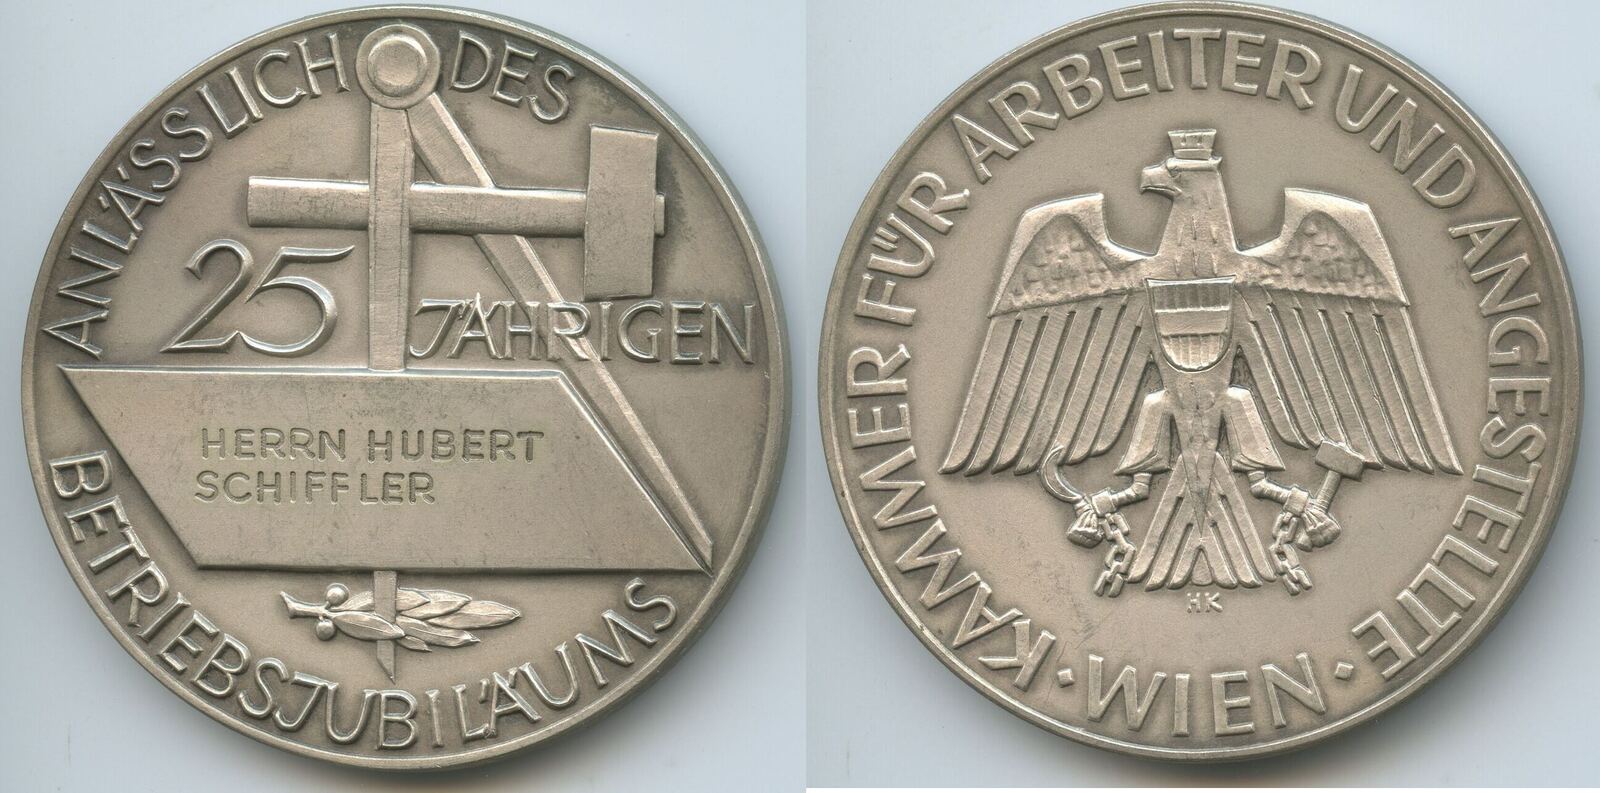 ANLÄSSLICH DES
25 JÄHRIGEN
HERRN HUBERT
SCHIFFLER
BETRIEBSJUBILÄUMS
KAMMER FÜR ARBEITER UND ANGESTELLTE
· WIEN ·
HK